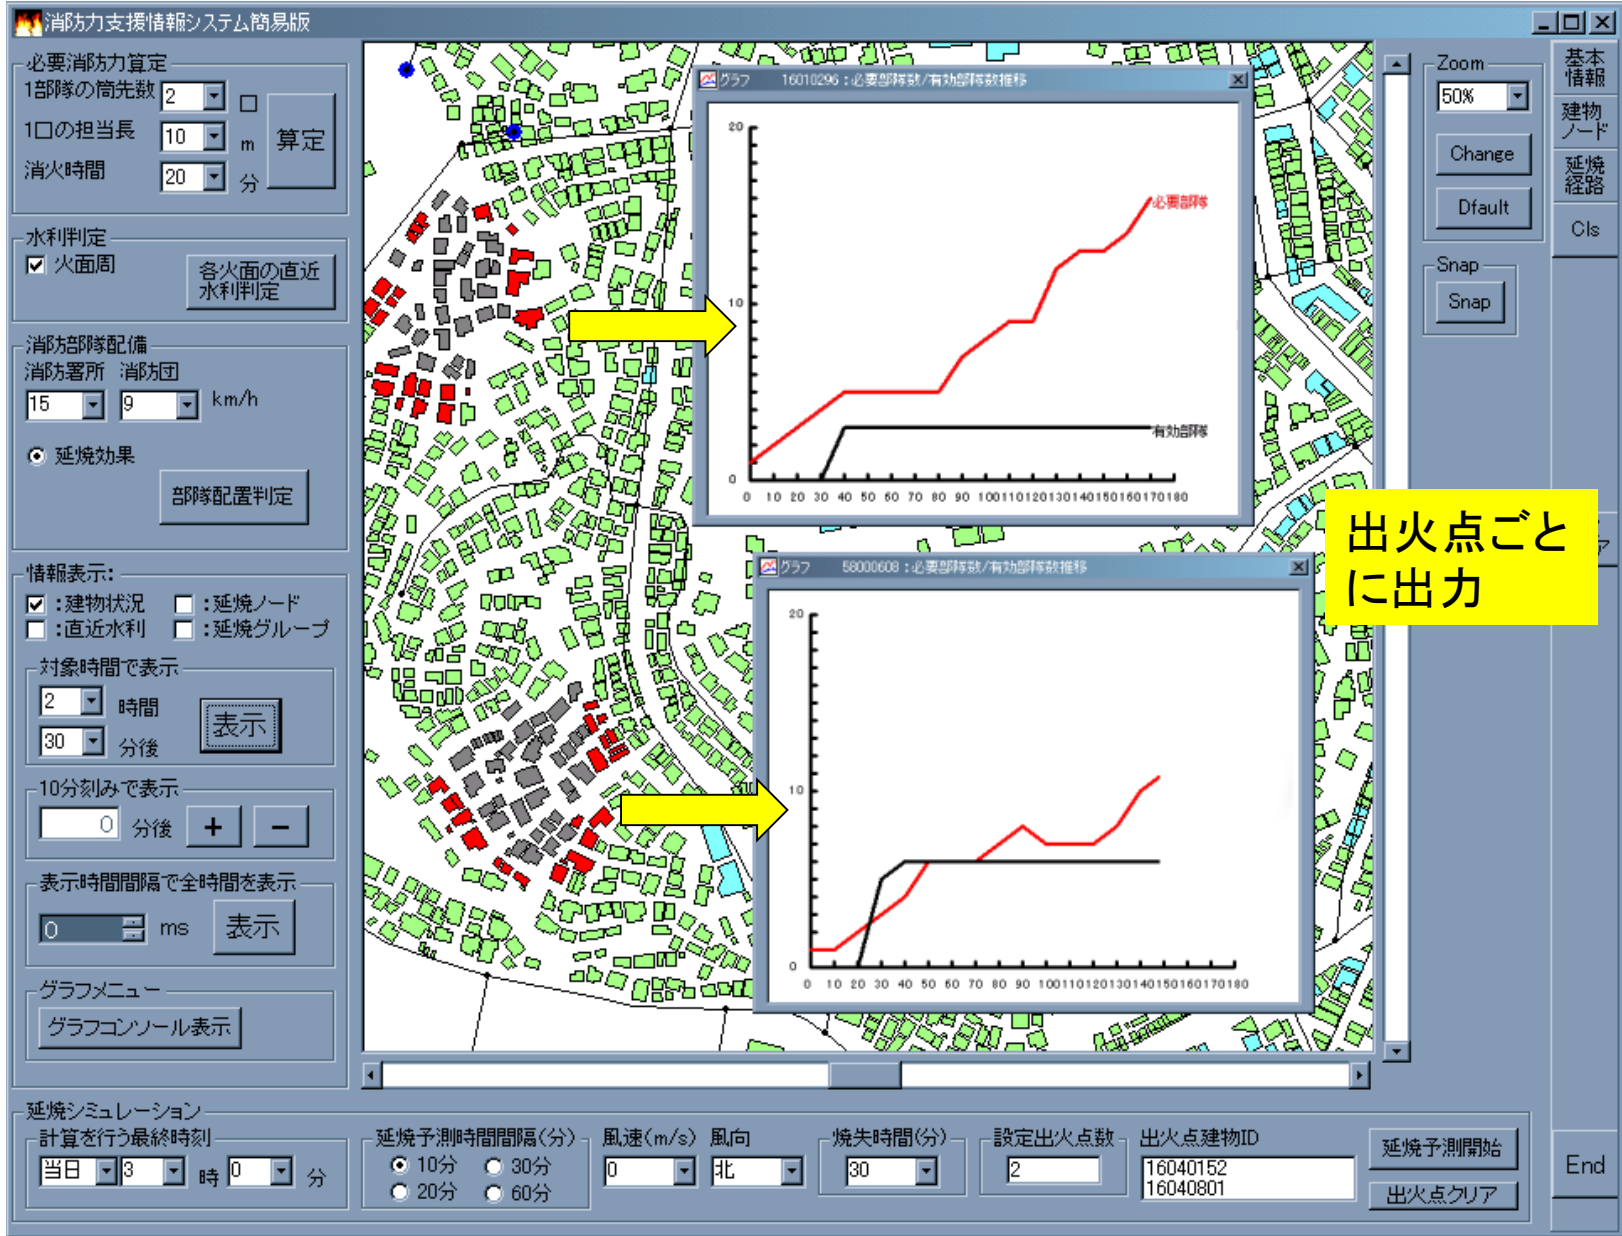 消防力支援情報システム簡易版
必要消防力算定
1部隊の筒先数 2 口
1口の担当長 10 m
消火時間 20 分
算定
水利判定
火面周
各火面の直近
水利判定
消防部隊配備
消防署所 消防団
15 9 km/h
延焼効果
部隊配置判定
情報表示:
:建物状況 :延焼ノード
:直近水利 :延焼グループ
対象時間で表示
2 時間
30 分後
表示
10分刻みで表示
0 分後 + −
表示時間間隔で全時間を表示
0 ms 表示
グラフメニュー
グラフコンソール表示
グラフ 16010296:必要部隊数/有効部隊数推移
20
10
0
必要部隊
有効部隊
0 10 20 30 40 50 60 70 80 90 100110120130140150160170180
グラフ 58000608:必要部隊数/有効部隊数推移
20
10
0
0 10 20 30 40 50 60 70 80 90 100110120130140150160170180
出火点ごと
に出力
Zoom
50%
Change
Dfault
Snap
Snap
基本
情報
建物
ノード
延焼
経路
Cls
ア
End
延焼シミュレーション
計算を行う最終時刻
当日 3 時 0 分
延焼予測時間間隔(分)
10分 30分
20分 60分
風速(m/s) 風向
0 北
焼失時間(分)
30
設定出火点数
2
出火点建物ID
16040152
16040801
延焼予測開始
出火点クリア